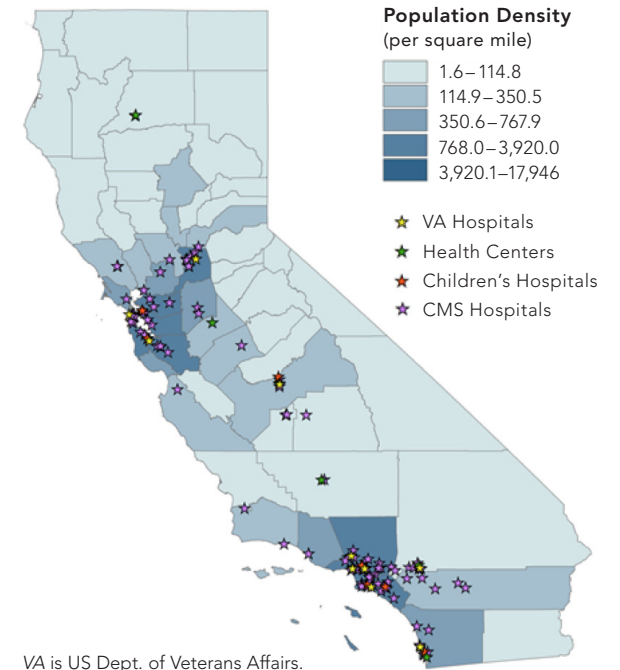 Population Density
(per square mile)
1.6–114.8
114.9–350.5
350.6–767.9
768.0–3,920.0
3,920.1–17,946
VA Hospitals
Health Centers
Children's Hospitals
CMS Hospitals
VA is US Dept. of Veterans Affairs.